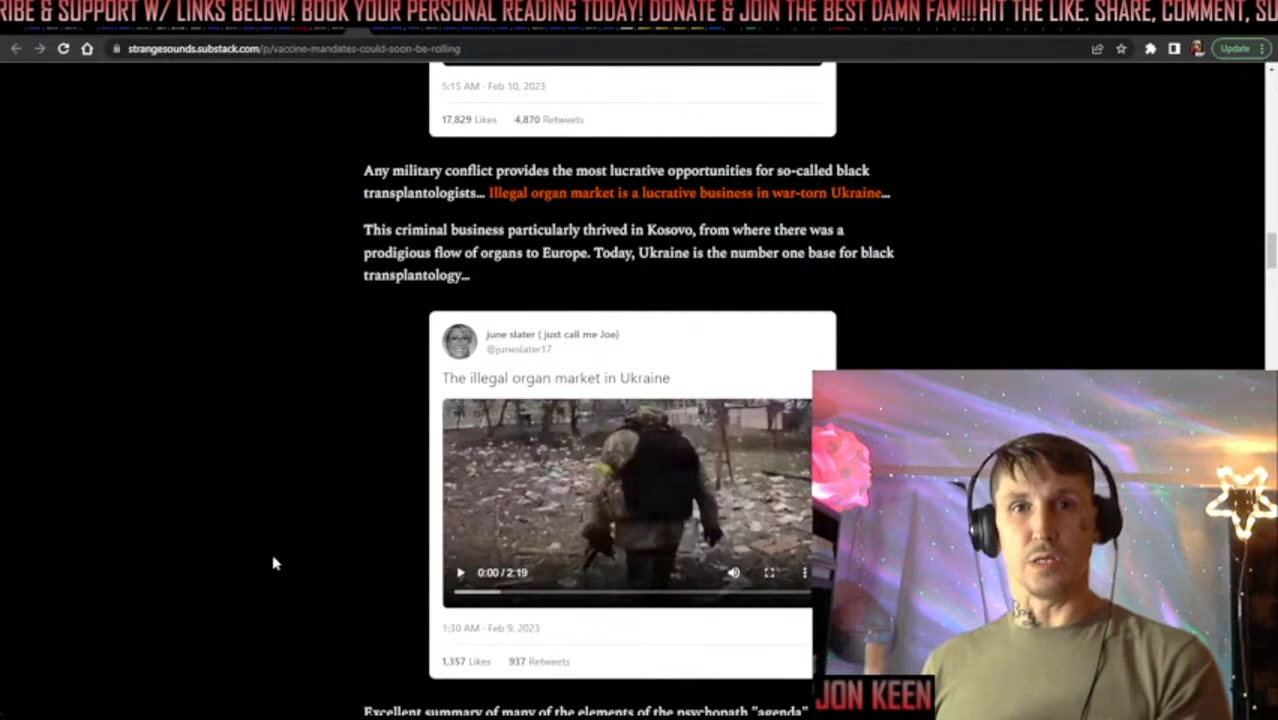 RIBE & SUPPORT W/ LINKS BELOW! BOOK YOUR PERSONAL READING TODAY! DONATE & JOIN THE BEST DAMN FAM!!! HIT THE LIKE. SHARE, COMMENT, SU
strangesounds.substack.com/p/vaccine-mandates-could-soon-be-rolling
Update
5:15 AM · Feb 10, 2023
17,829 Likes 4,870 Retweets
Any military conflict provides the most lucrative opportunities for so-called black
transplantologists... Illegal organ market is a lucrative business in war-torn Ukraine...
This criminal business particularly thrived in Kosovo, from where there was a
prodigious flow of organs to Europe. Today, Ukraine is the number one base for black
transplantology...
june slater ( just call me Joe)
@juneslater17
The illegal organ market in Ukraine
0:00 / 2:19
1:30 AM · Feb 9, 2023
1,357 Likes 937 Retweets
JON KEEN
Excellent summary of many of the elements of the psychopath "agenda"